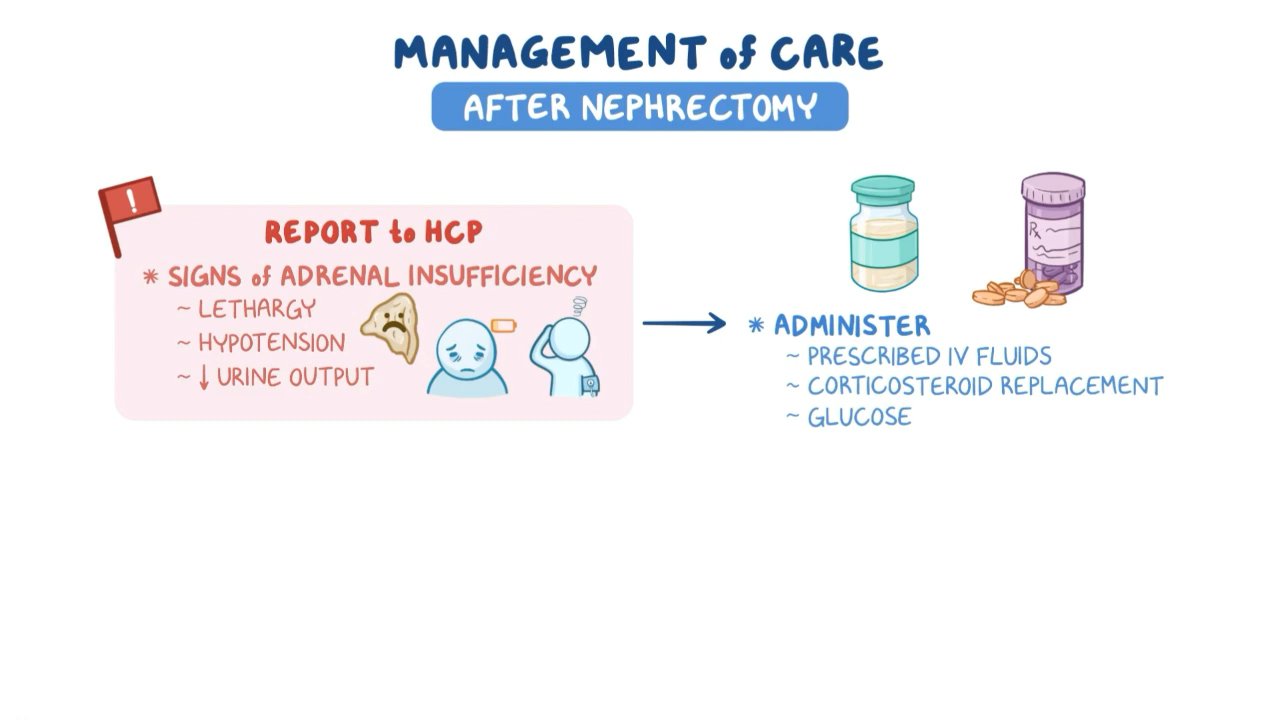 MANAGEMENT of CARE
AFTER NEPHRECTOMY
!
REPORT to HCP
* SIGNS of ADRENAL INSUFFICIENCY
~ LETHARGY
~ HYPOTENSION
~ ↓ URINE OUTPUT
Rx
* ADMINISTER
~ PRESCRIBED IV FLUIDS
~ CORTICOSTEROID REPLACEMENT
~ GLUCOSE